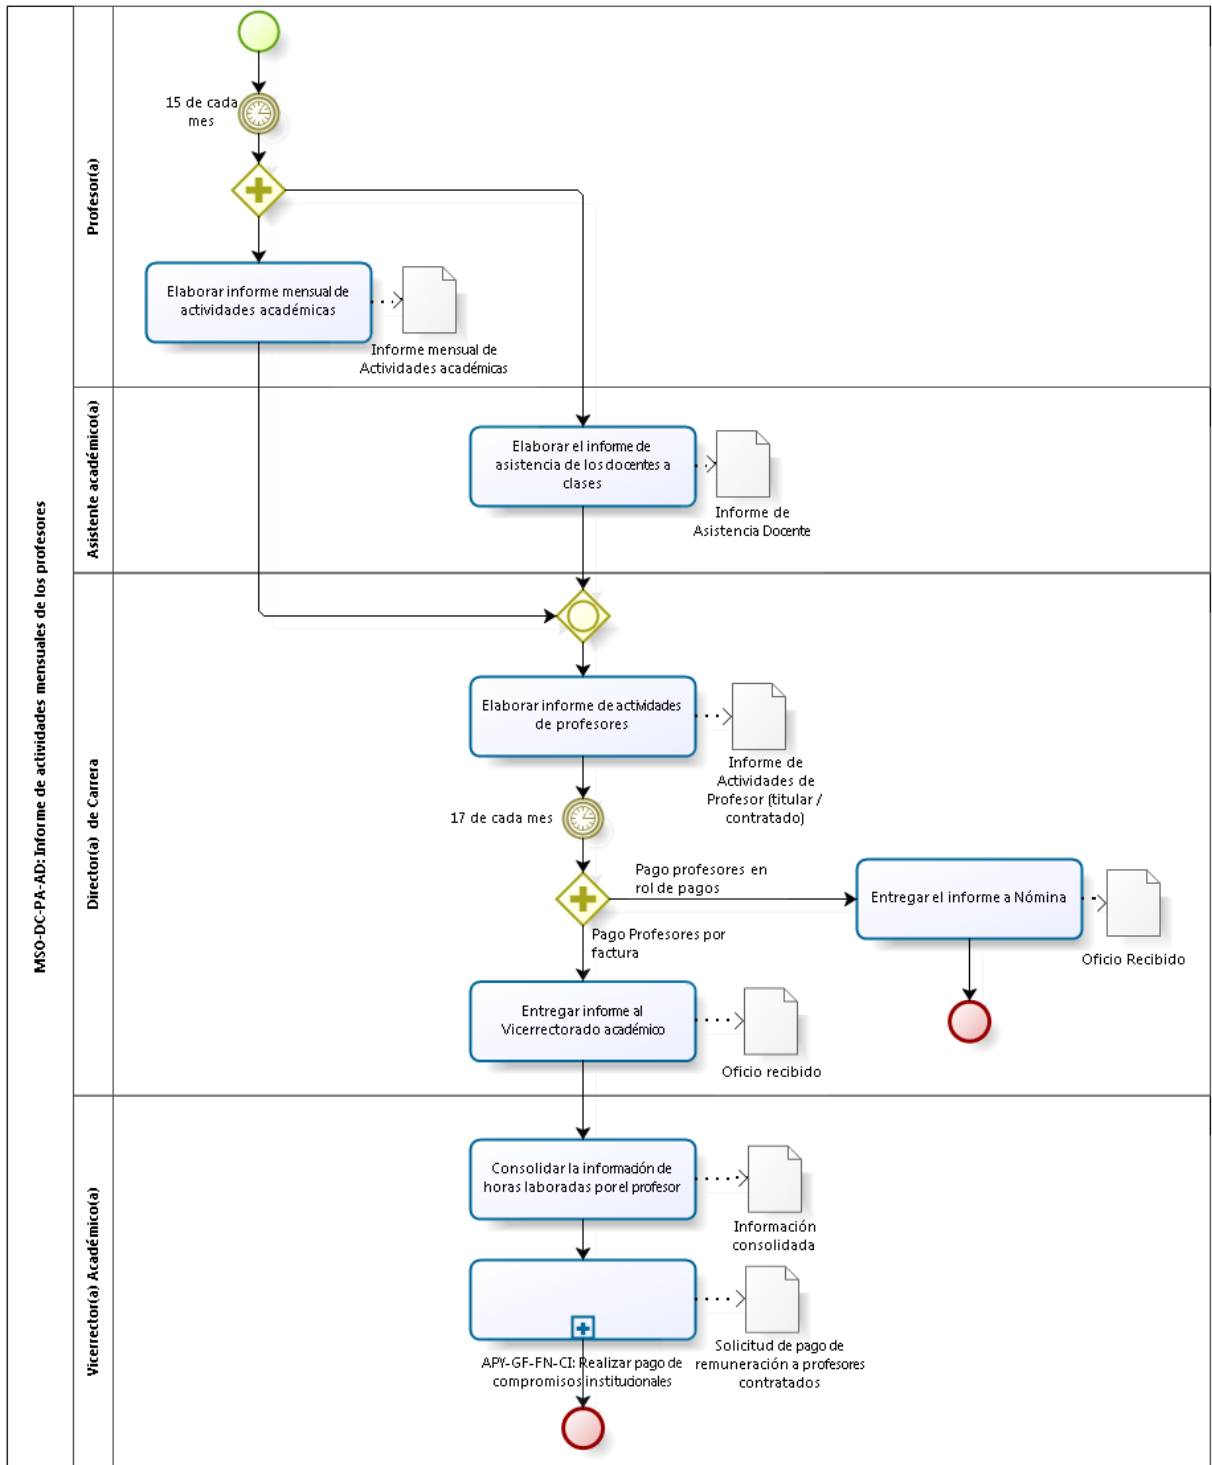 MSO-DC-PA-AD: Informe de actividades mensuales de los profesores
Profesor(a)
15 de cada
mes
Elaborar informe mensual de
actividades académicas
Informe mensual de
Actividades académicas
Asistente académico(a)
Elaborar el informe de
asistencia de los docentes a
clases
Informe de
Asistencia Docente
Director(a) de Carrera
Elaborar informe de actividades
de profesores
Informe de
Actividades de
Profesor (titular /
contratado)
17 de cada mes
Pago profesores en
rol de pagos
Entregar el informe a Nómina
Oficio Recibido
Pago Profesores por
factura
Entregar informe al
Vicerrectorado académico
Oficio recibido
Vicerrector(a) Académico(a)
Consolidar la información de
horas laboradas por el profesor
Información
consolidada
APY-GF-FN-CI: Realizar pago de
compromisos institucionales
Solicitud de pago de
remuneración a profesores
contratados